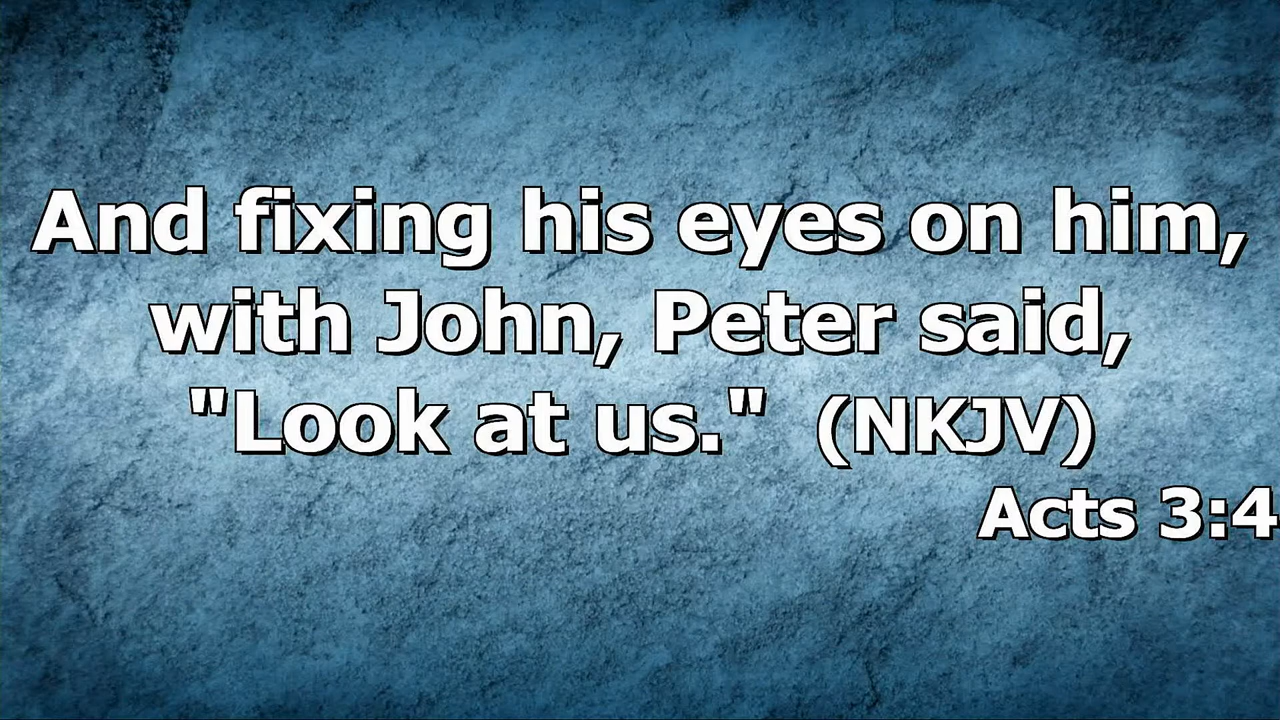 And fixing his eyes on him,
with John, Peter said,
"Look at us." (NKJV)
Acts 3:4